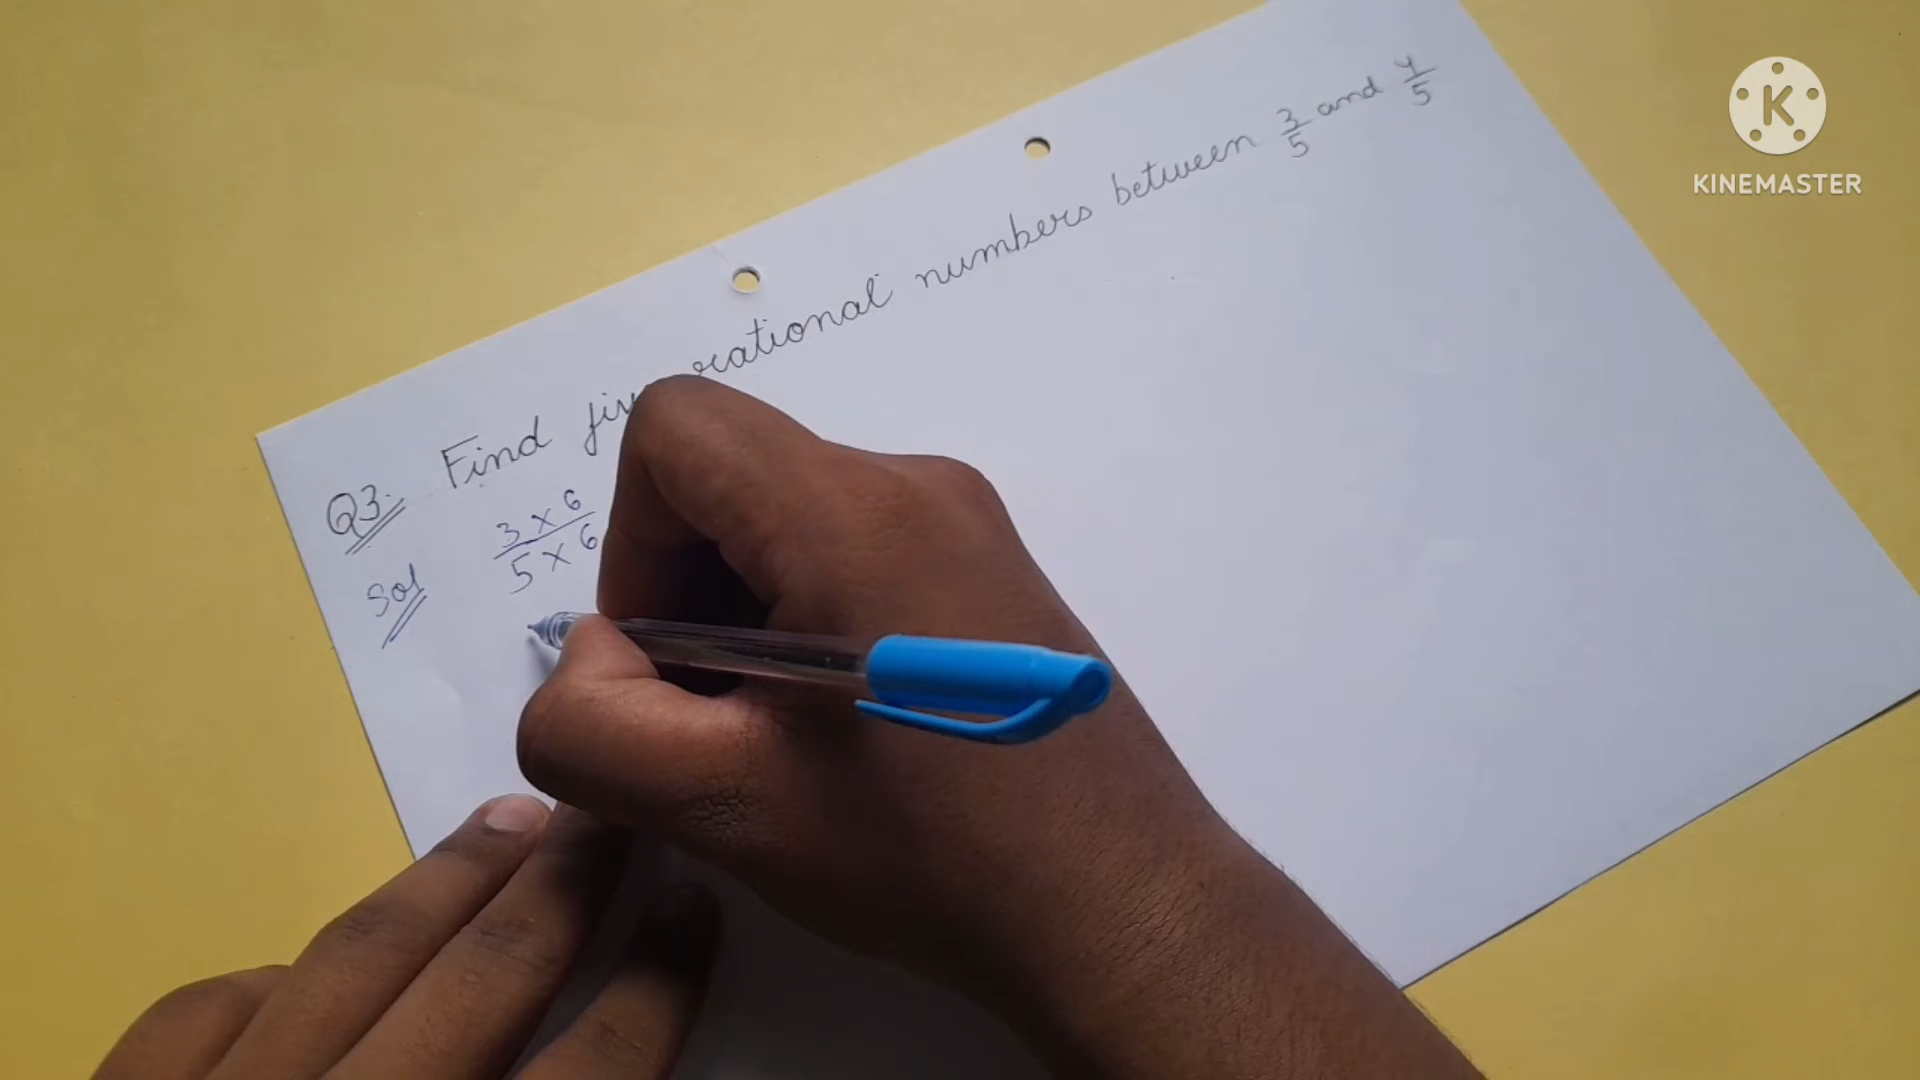 Q3. Find rational numbers between 3/5 and 4/5
Sol 3 × 6 / 5 × 6
KINEMASTER